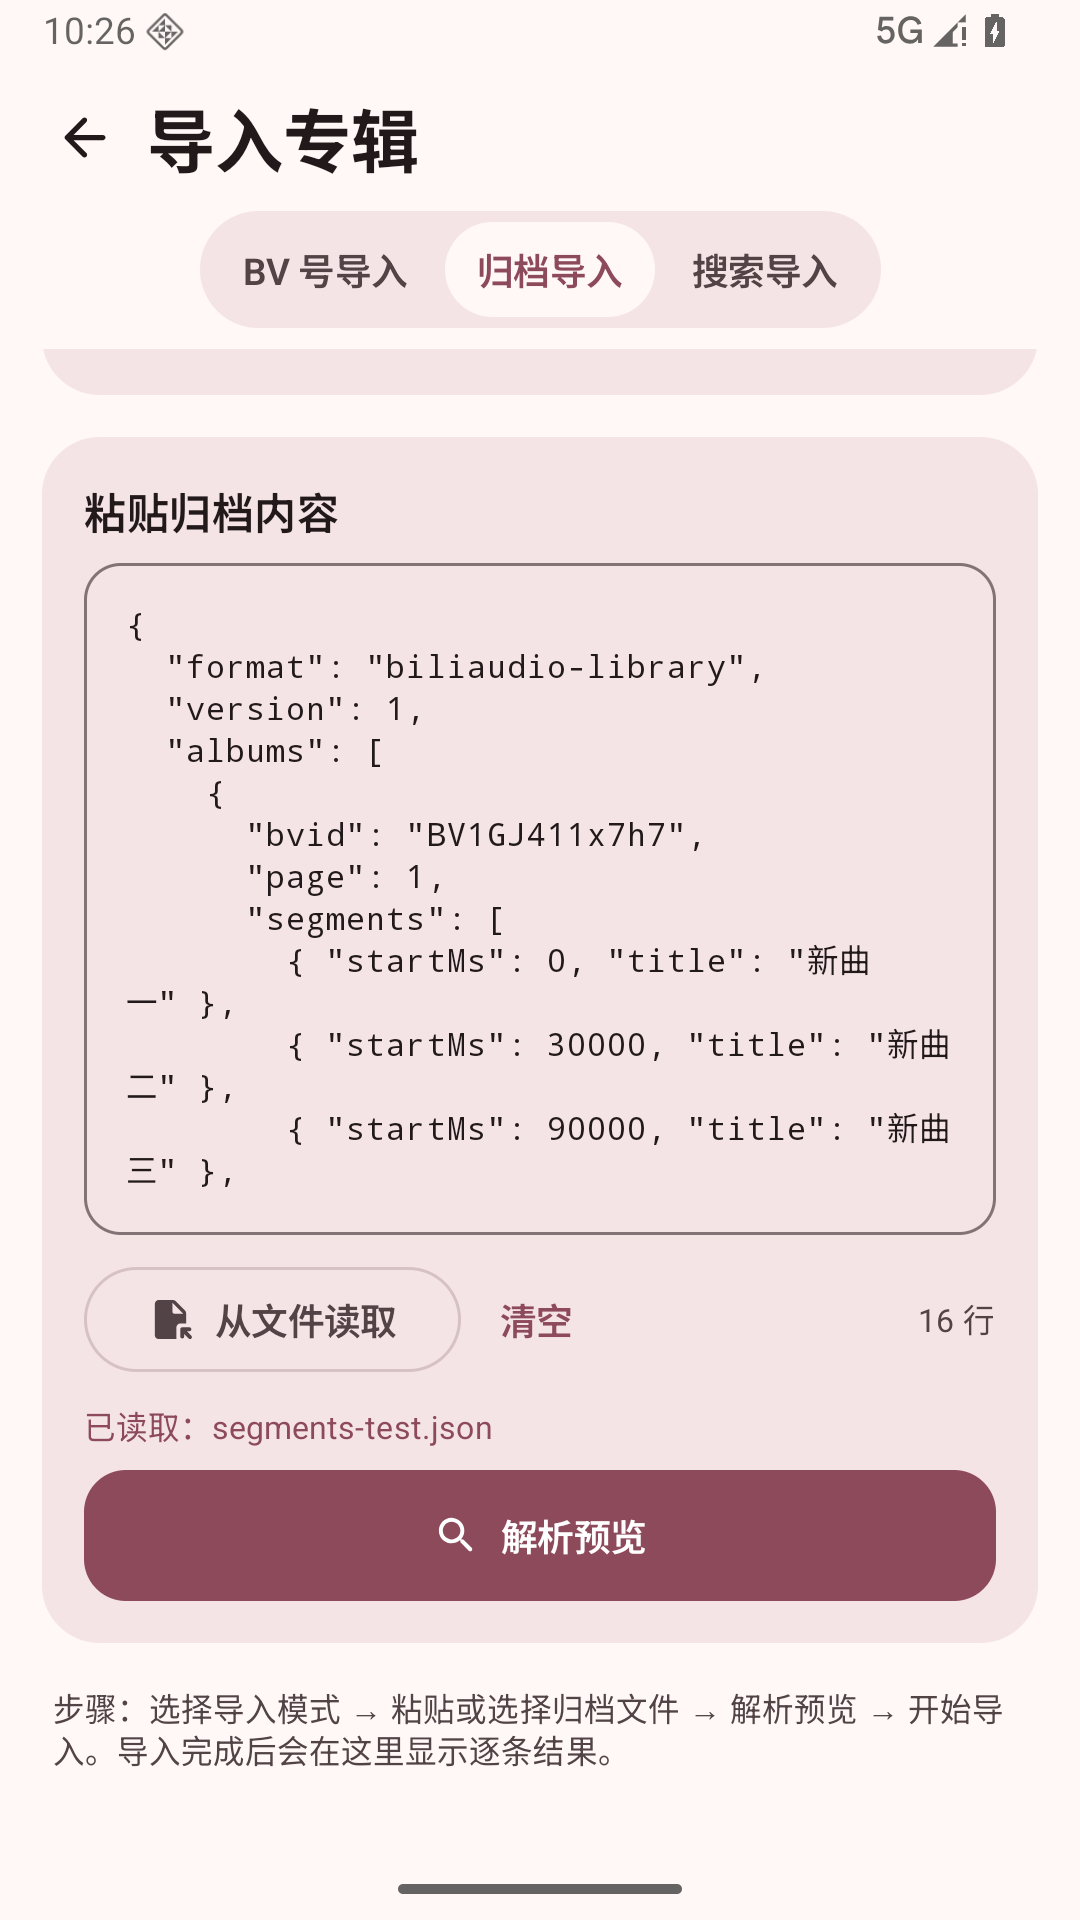 10:26
5G
导入专辑
BV 号导入
归档导入
搜索导入
粘贴归档内容
{
  "format": "biliaudio-library",
  "version": 1,
  "albums": [
    {
      "bvid": "BV1GJ411x7h7",
      "page": 1,
      "segments": [
        { "startMs": 0, "title": "新曲
一" },
        { "startMs": 30000, "title": "新曲
二" },
        { "startMs": 90000, "title": "新曲
三" },
从文件读取
清空
16 行
已读取：segments-test.json
解析预览
步骤：选择导入模式 → 粘贴或选择归档文件 → 解析预览 → 开始导
入。导入完成后会在这里显示逐条结果。